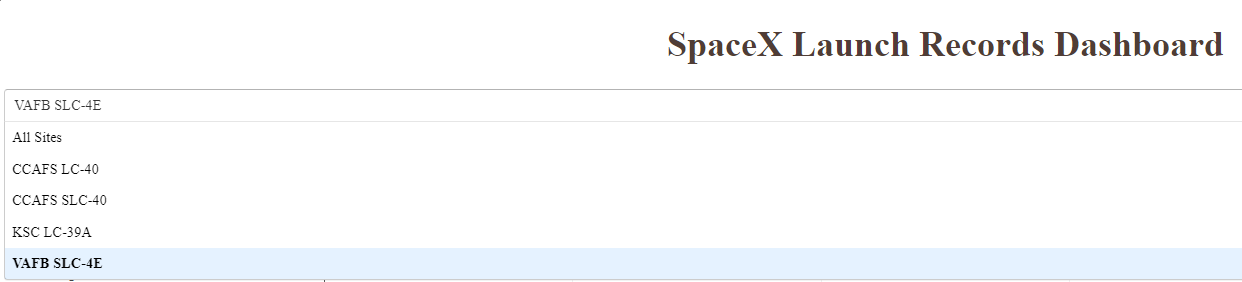 SpaceX Launch Records Dashboard
VAFB SLC-4E
All Sites
CCAFS LC-40
CCAFS SLC-40
KSC LC-39A
VAFB SLC-4E